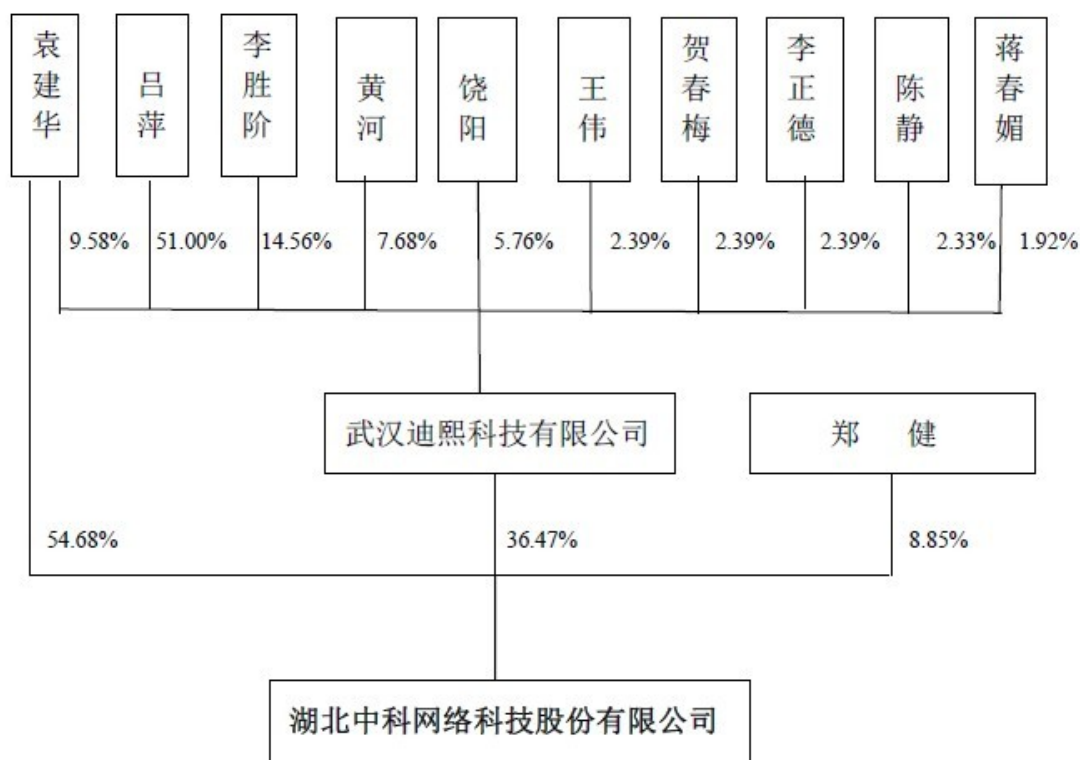 袁建华
吕萍
李胜阶
黄河
饶阳
王伟
贺春梅
李正德
陈静
蒋春媚
9.58%
51.00%
14.56%
7.68%
5.76%
2.39%
2.39%
2.39%
2.33%
1.92%
武汉迪熙科技有限公司
郑 健
54.68%
36.47%
8.85%
湖北中科网络科技股份有限公司